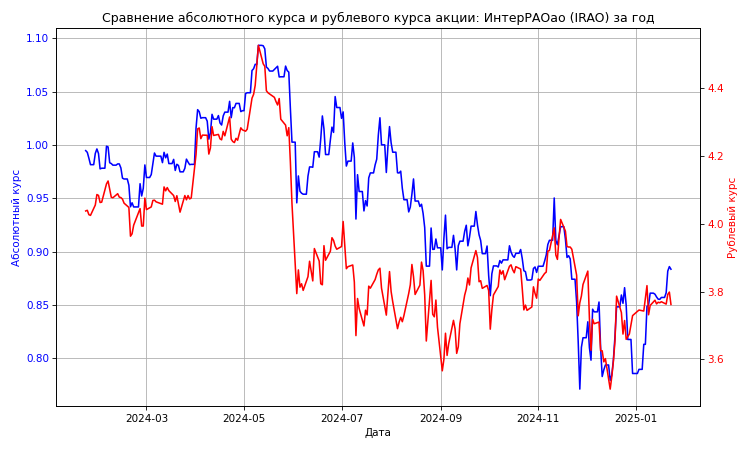 Сравнение абсолютного курса и рублевого курса акции: ИнтерРАОао (IRAO) за год
1.10
1.05
1.00
0.95
0.90
0.85
0.80
Абсолютный курс
4.4
4.2
4.0
3.8
3.6
Рублевый курс
2024-03 2024-05 2024-07 2024-09 2024-11 2025-01
Дата